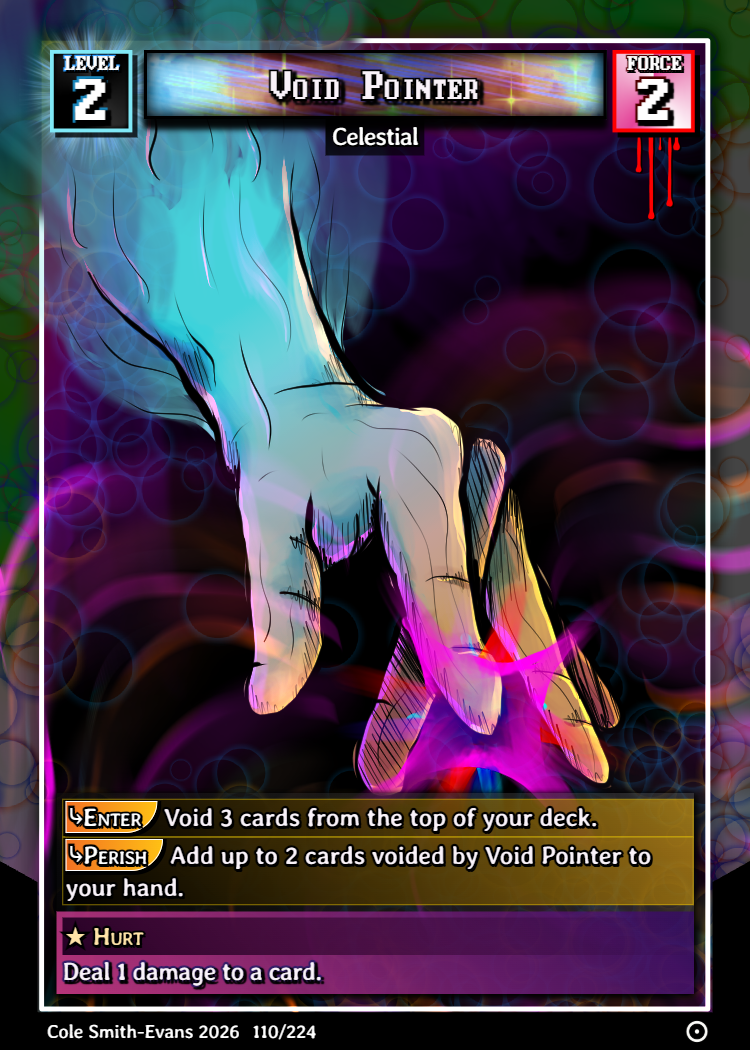 LEVEL
2
VOID POINTER
FORCE
2
Celestial
↳ENTER Void 3 cards from the top of your deck.
↳PERISH Add up to 2 cards voided by Void Pointer to
your hand.
★ HURT
Deal 1 damage to a card.
Cole Smith-Evans 2026 110/224